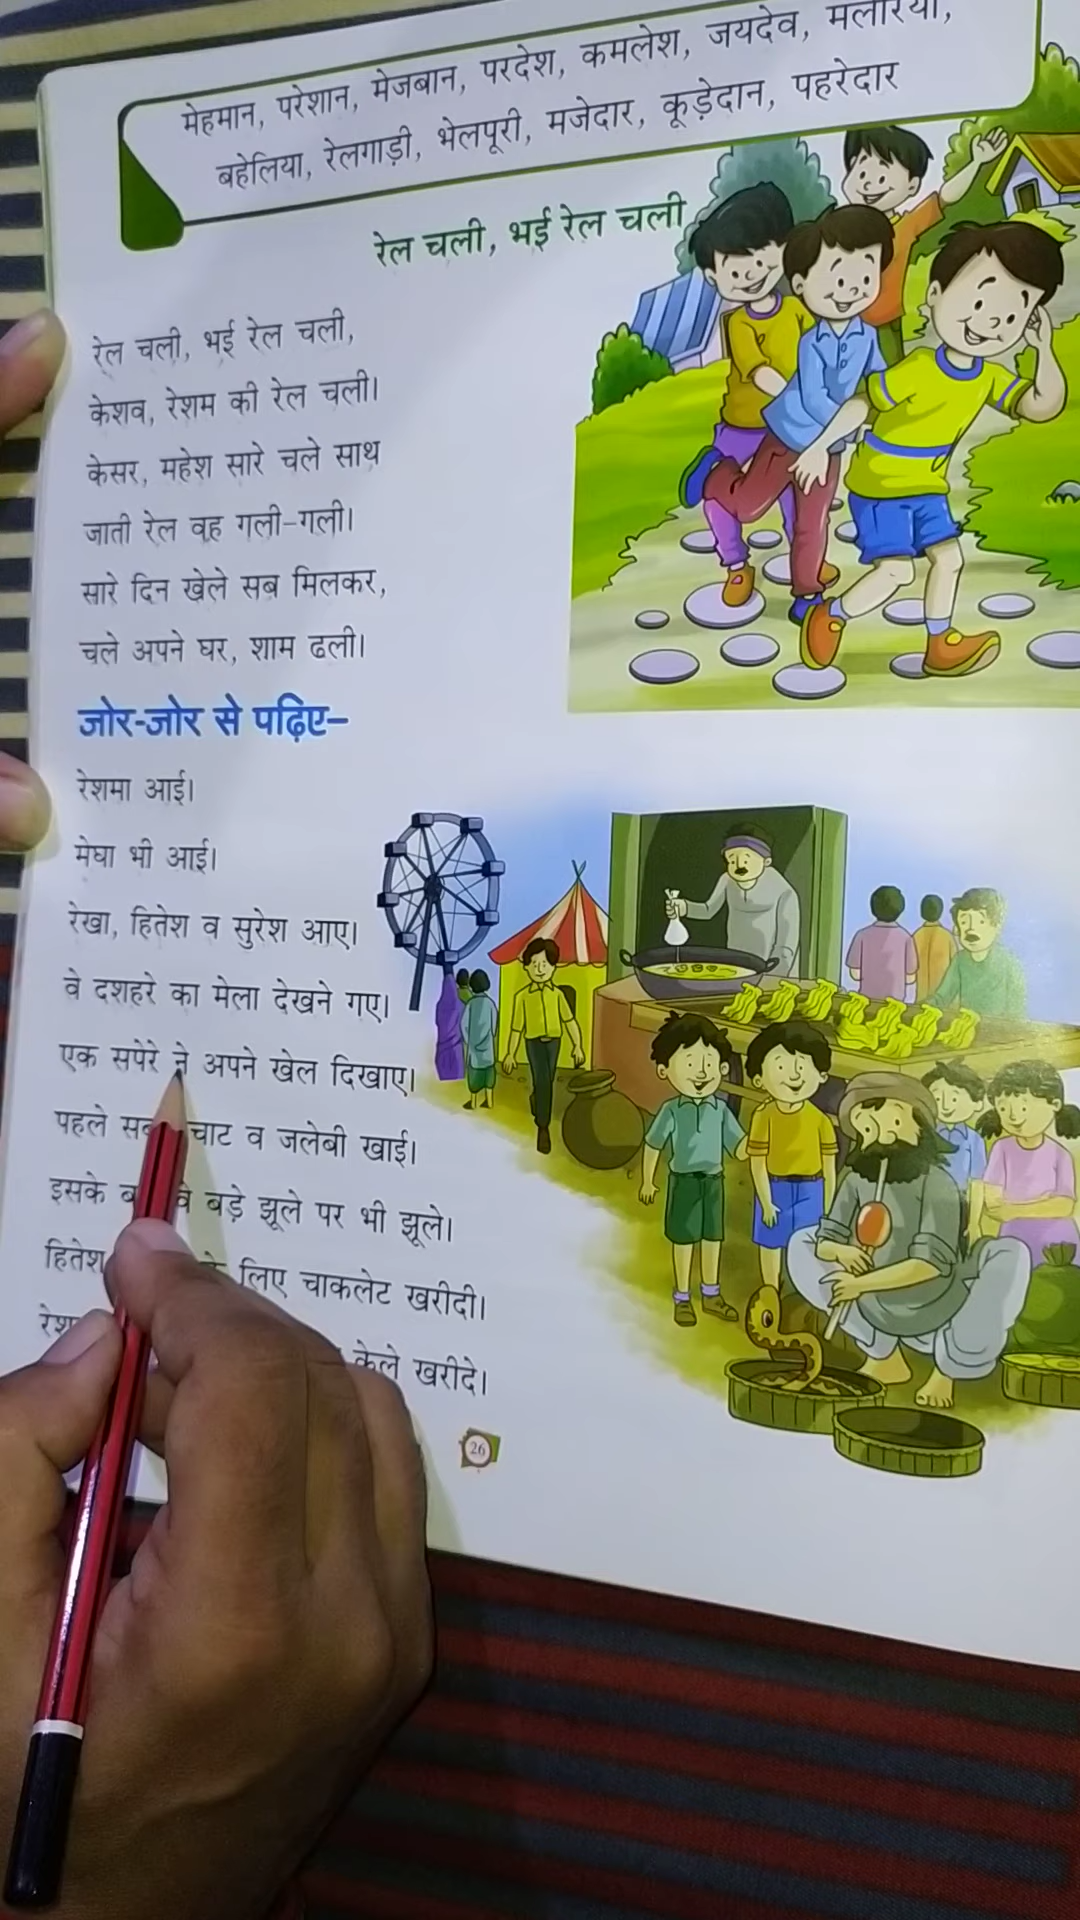 मेहमान, परेशान, मेजबान, परदेश, कमलेश, जयदेव, मलेरिया,
बहेलिया, रेलगाड़ी, भेलपूरी, मजेदार, कूड़ेदान, पहरेदार
रेल चली, भई रेल चली
रेल चली, भई रेल चली,
केशव, रेशम की रेल चली।
केसर, महेश सारे चले साथ
जाती रेल वह गली-गली।
सारे दिन खेले सब मिलकर,
चले अपने घर, शाम ढली।
जोर-जोर से पढ़िए–
रेशमा आई।
मेघा भी आई।
रेखा, हितेश व सुरेश आए।
वे दशहरे का मेला देखने गए।
एक सपेरे ने अपने खेल दिखाए।
पहले चाट व जलेबी खाई।
इसके वे बड़े झूले पर भी झूले।
हितेश लिए चाकलेट खरीदी।
केले खरीदे।
26